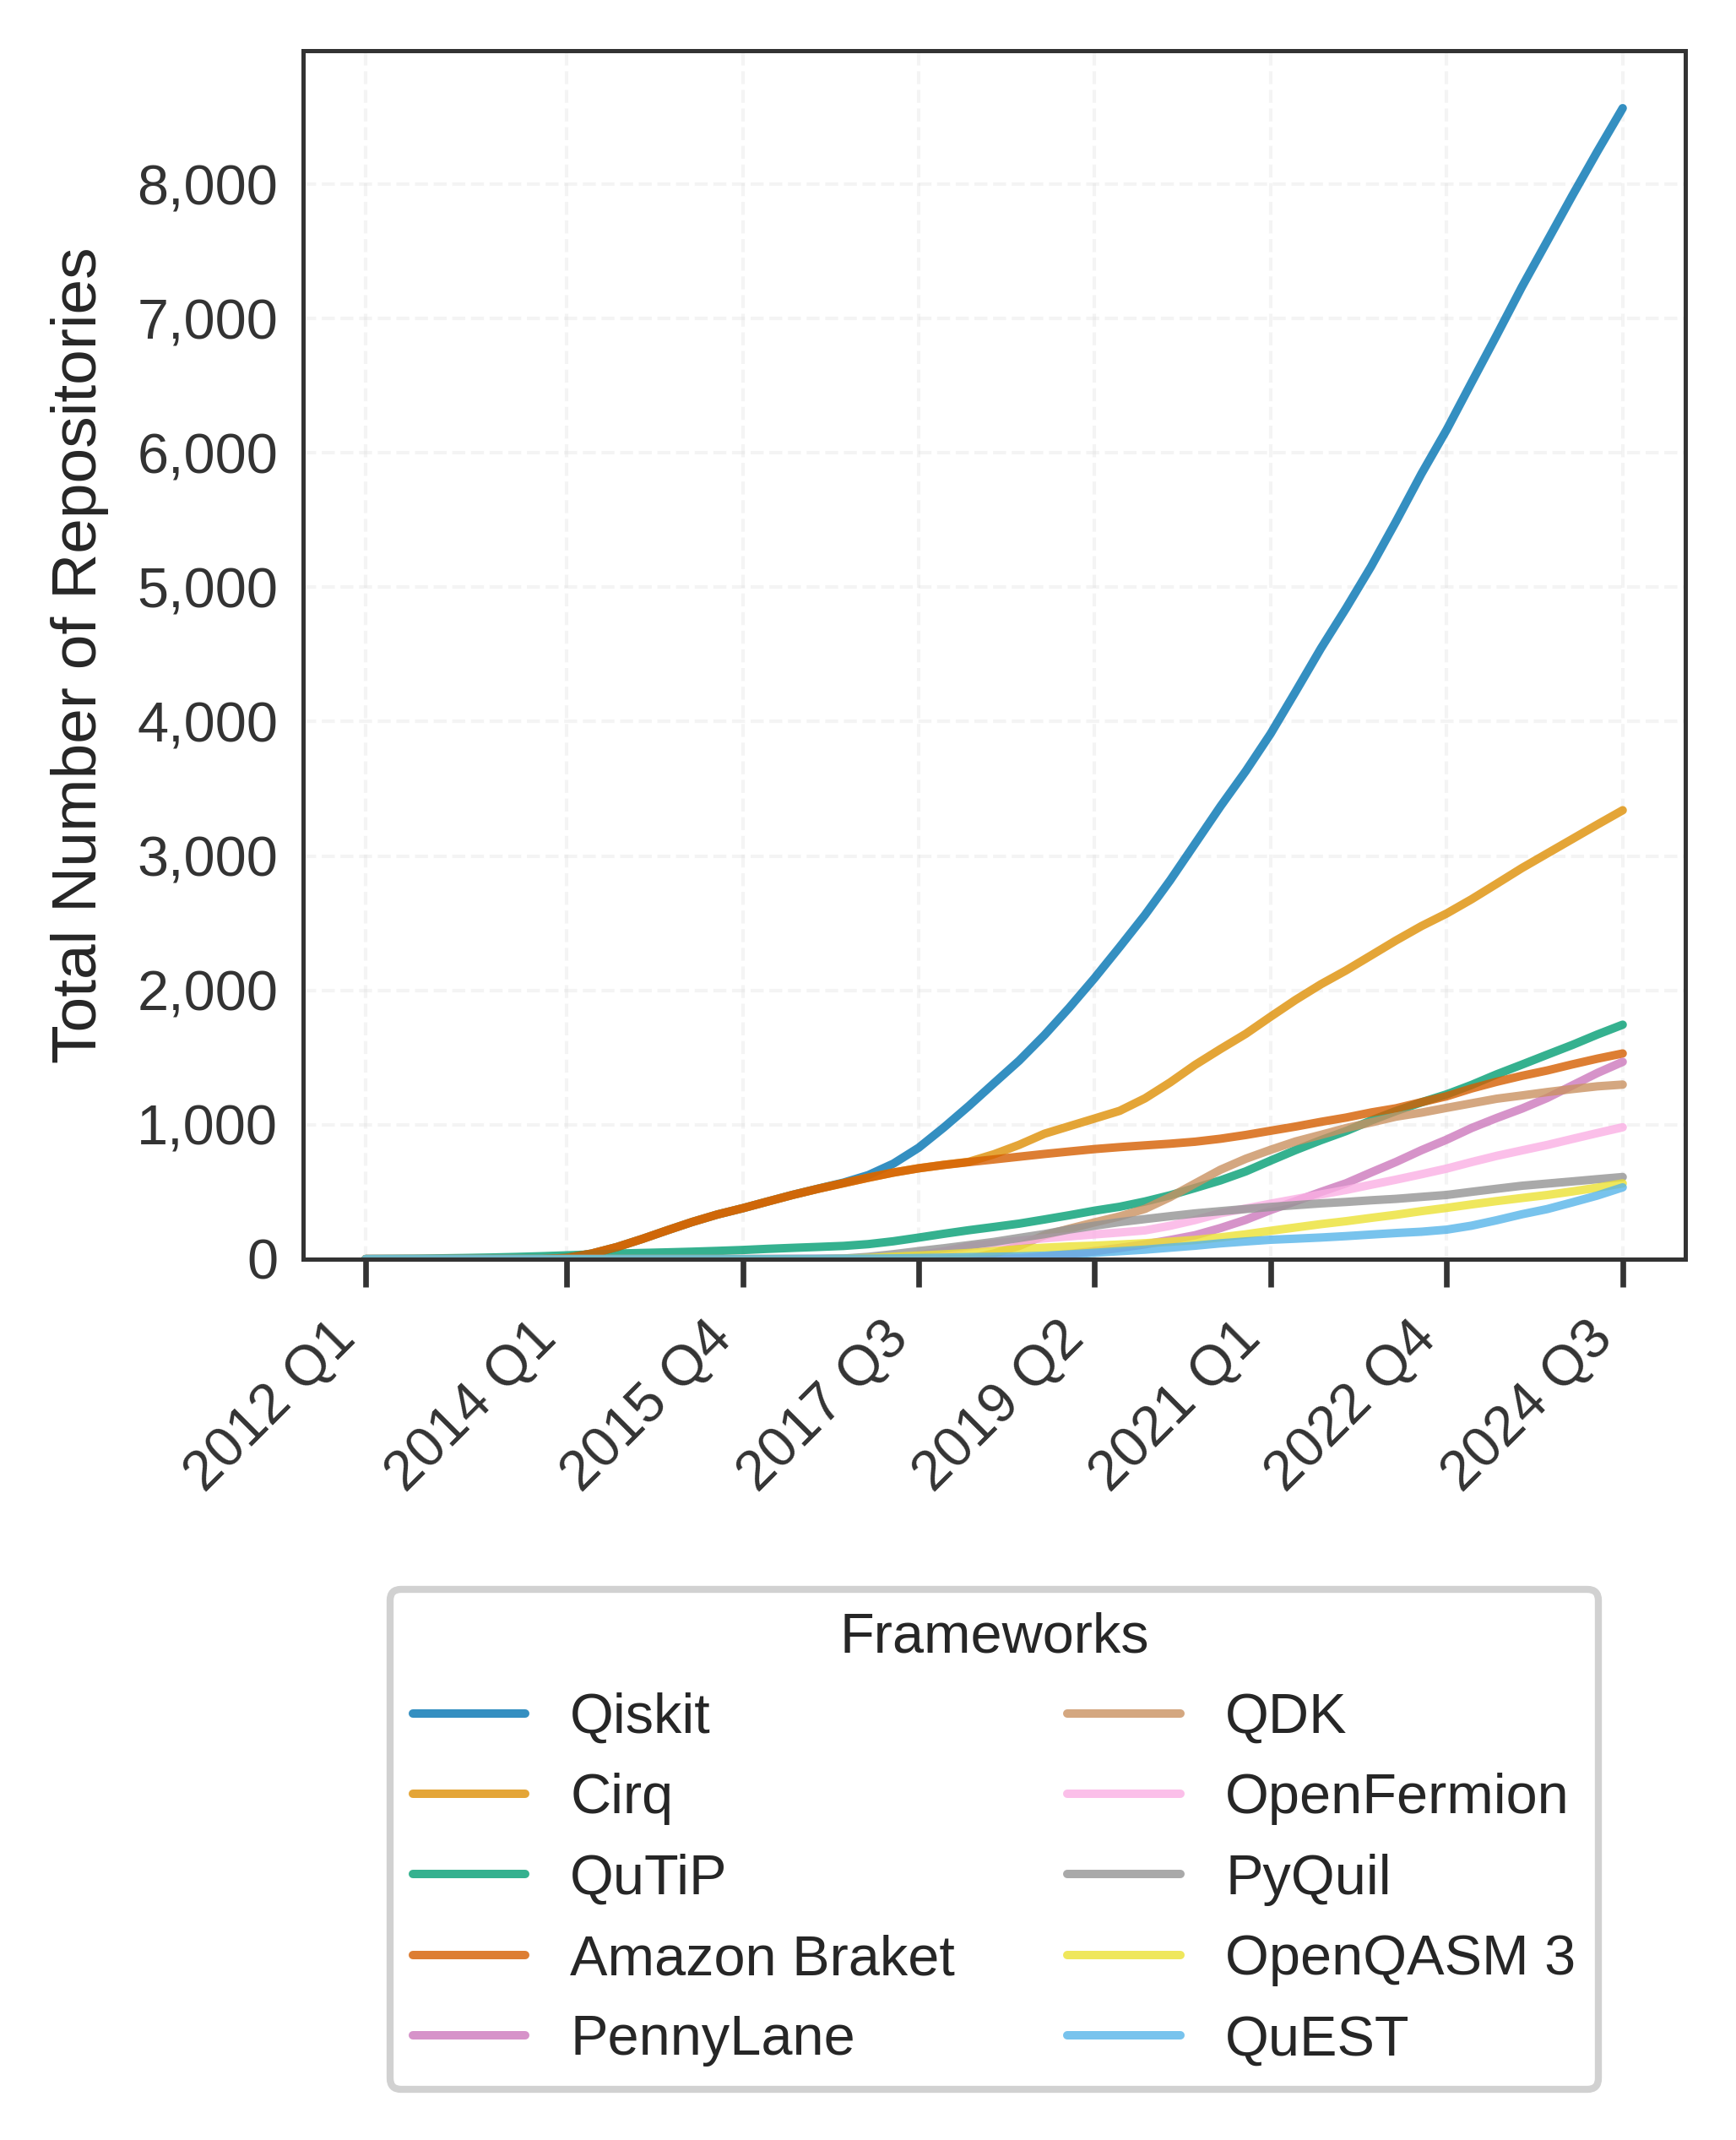 Total Number of Repositories
8,000
7,000
6,000
5,000
4,000
3,000
2,000
1,000
0
2012 Q1
2014 Q1
2015 Q4
2017 Q3
2019 Q2
2021 Q1
2022 Q4
2024 Q3
Frameworks
Qiskit
Cirq
QuTiP
Amazon Braket
PennyLane
QDK
OpenFermion
PyQuil
OpenQASM 3
QuEST